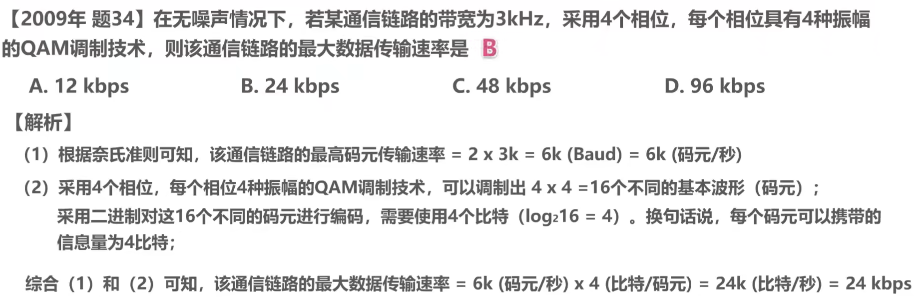 【2009年 题34】在无噪声情况下，若某通信链路的带宽为3kHz，采用4个相位，每个相位具有4种振幅
的QAM调制技术，则该通信链路的最大数据传输速率是 B
A. 12 kbps B. 24 kbps C. 48 kbps D. 96 kbps
【解析】
（1）根据奈氏准则可知，该通信链路的最高码元传输速率 = 2 x 3k = 6k (Baud) = 6k (码元/秒)
（2）采用4个相位，每个相位4种振幅的QAM调制技术，可以调制出 4 x 4 =16个不同的基本波形（码元）；
采用二进制对这16个不同的码元进行编码，需要使用4个比特（log₂16 = 4）。换句话说，每个码元可以携带的
信息量为4比特；
综合（1）和（2）可知，该通信链路的最大数据传输速率 = 6k (码元/秒) x 4 (比特/码元) = 24k (比特/秒) = 24 kbps